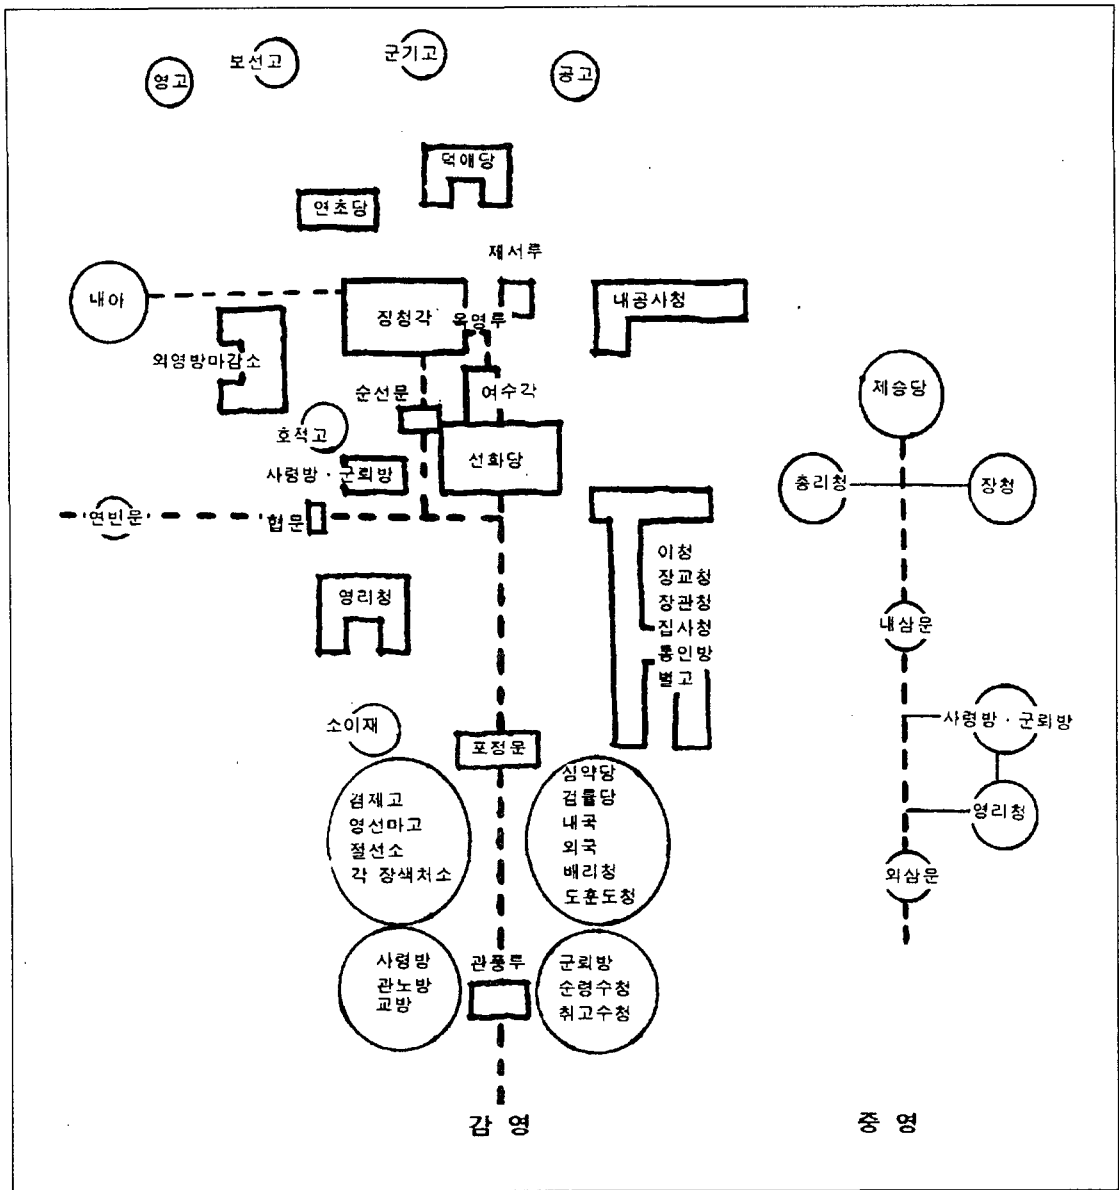 영고
보선고
군기고
공고
덕애당
연초당
재서루
내아
징청각
옥영루
내공사청
외영방마감소
순선문
여수각
호적고
선화당
사령방 · 군뢰방
연빈문
협문
영리청
이청
장교청
장관청
집사청
통인방
별고
소이재
포정문
겸제고
영선마고
절선소
각 장색처소
심약당
검률당
내국
외국
배리청
도훈도청
사령방
관노방
교방
관풍루
군뢰방
순령수청
취고수청
감영
제승당
총리청
장청
내삼문
사령방 · 군뢰방
영리청
외삼문
중영